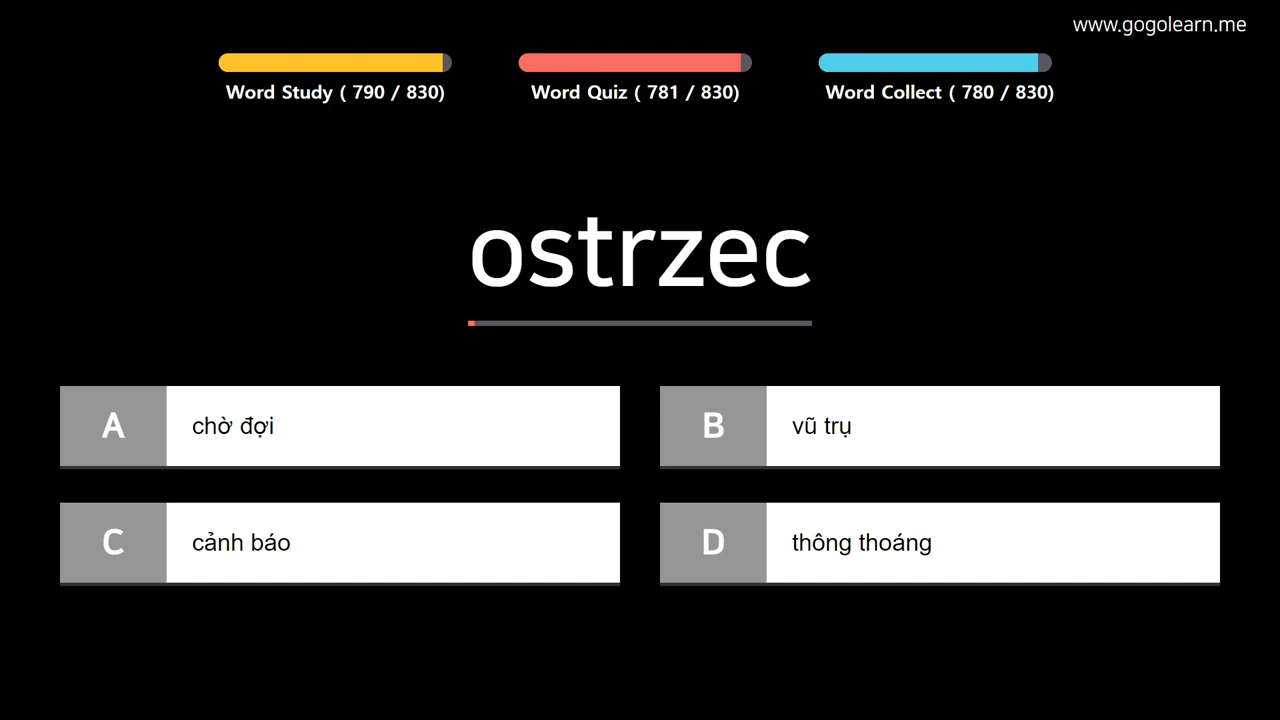 www.gogolearn.me
Word Study ( 790 / 830)
Word Quiz ( 781 / 830)
Word Collect ( 780 / 830)
ostrzec
A chờ đợi
B vũ trụ
C cảnh báo
D thông thoáng